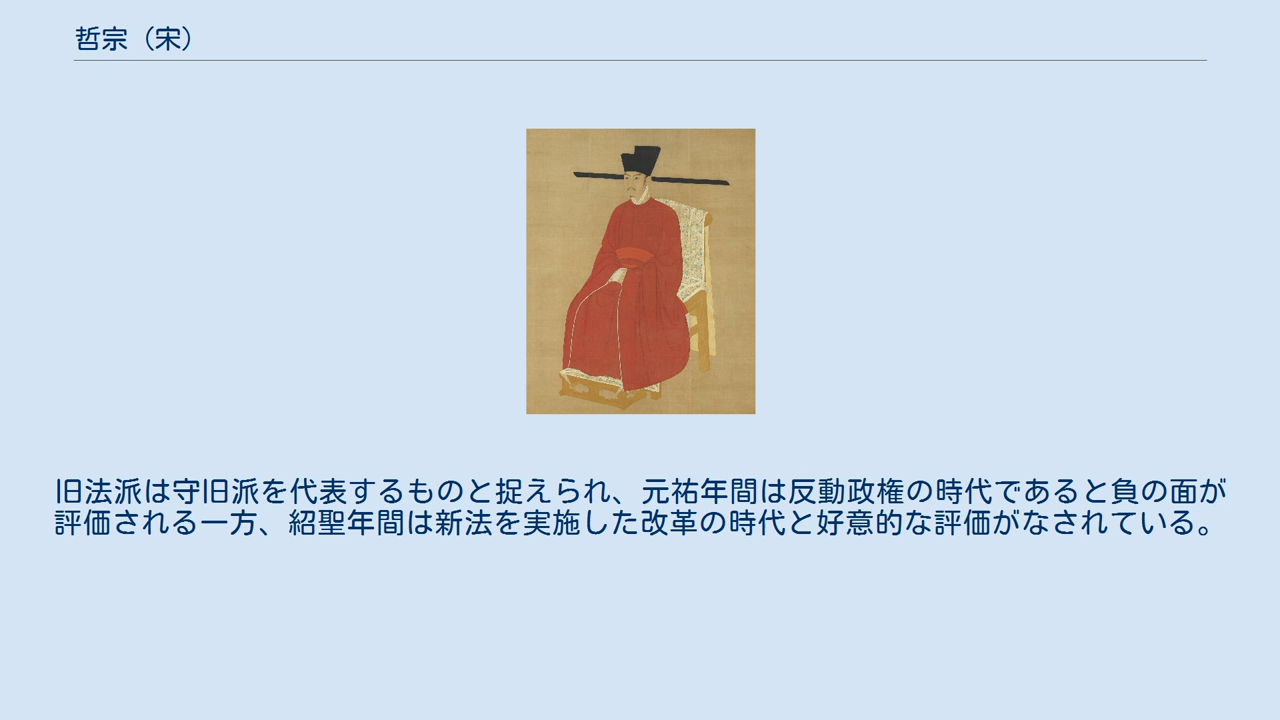 哲宗（宋）
旧法派は守旧派を代表するものと捉えられ、元祐年間は反動政権の時代であると負の面が
評価される一方、紹聖年間は新法を実施した改革の時代と好意的な評価がなされている。